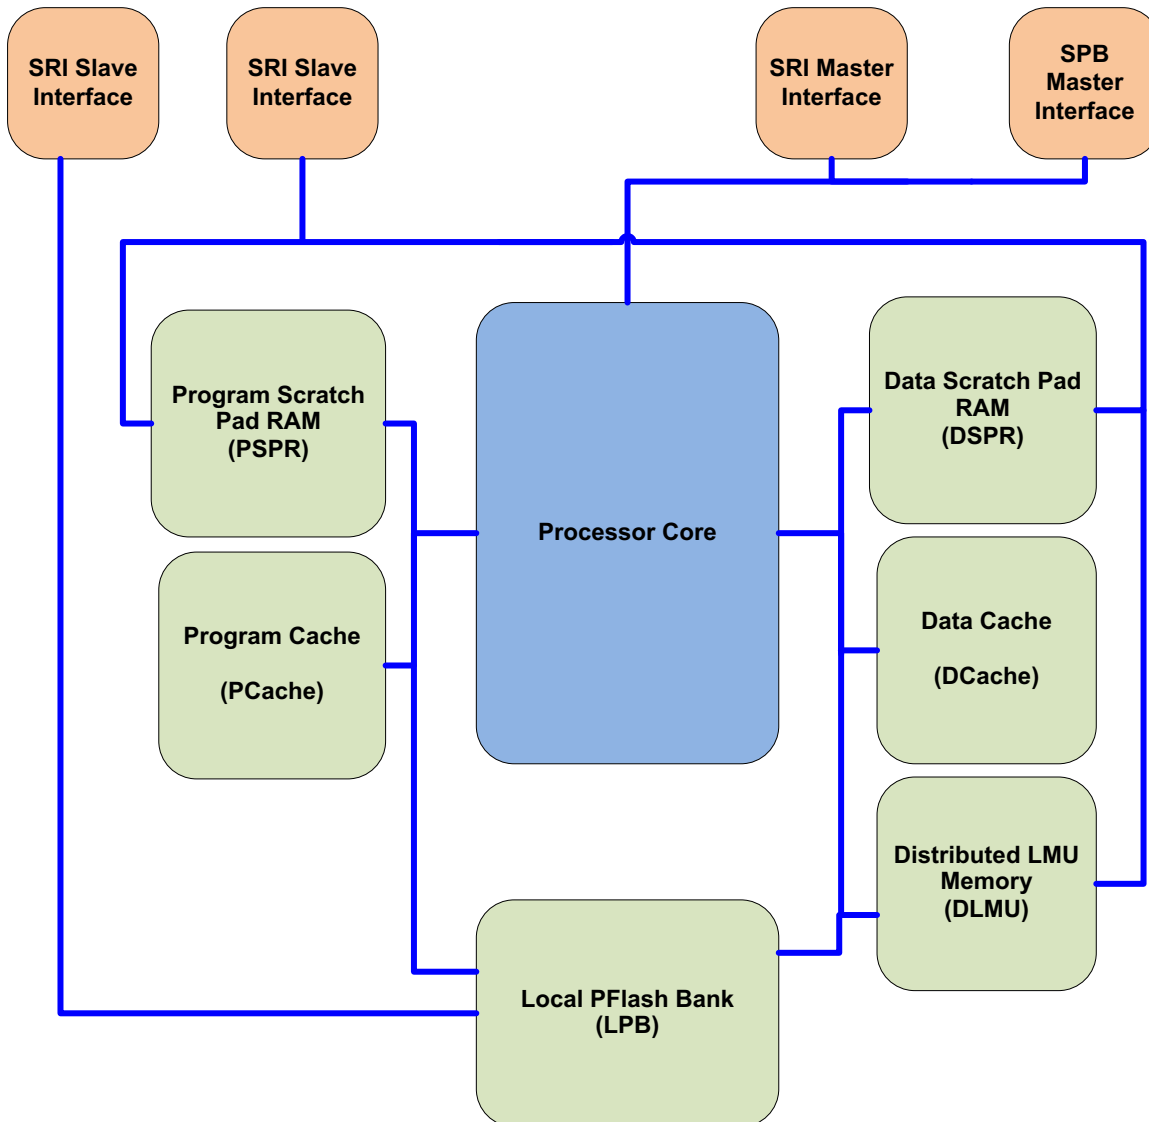 SRI Slave
Interface
SRI Slave
Interface
SRI Master
Interface
SPB
Master
Interface
Program Scratch
Pad RAM
(PSPR)
Data Scratch Pad
RAM
(DSPR)
Processor Core
Program Cache
(PCache)
Data Cache
(DCache)
Distributed LMU
Memory
(DLMU)
Local PFlash Bank
(LPB)